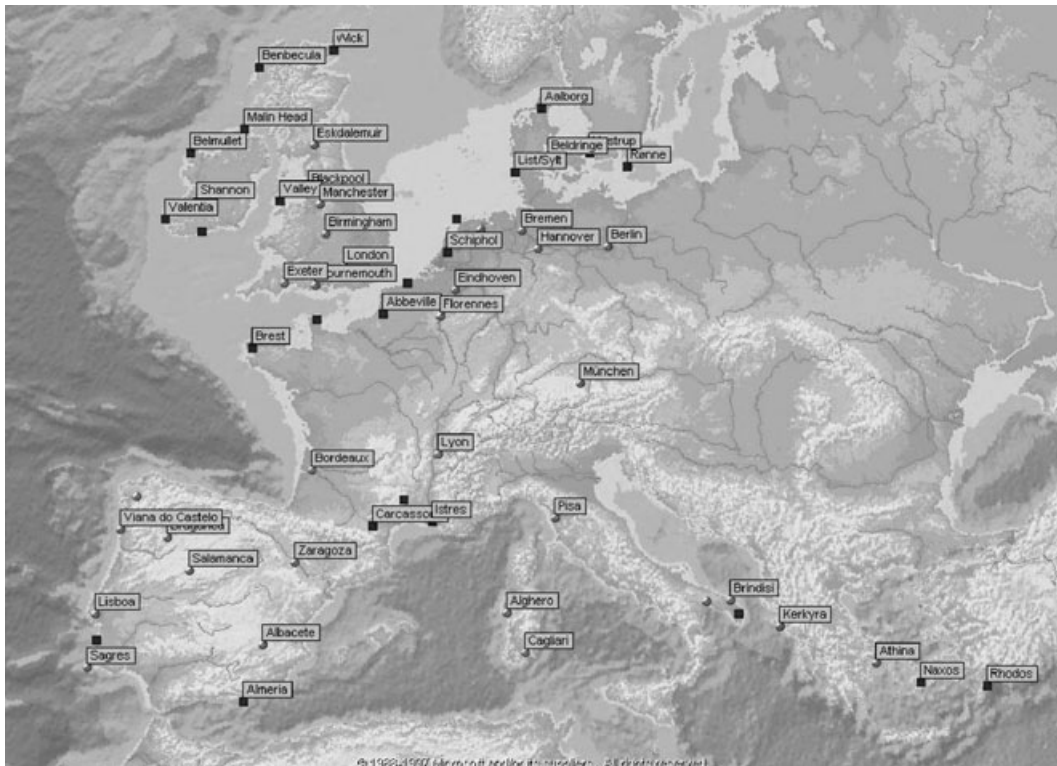 Wick
Benbecula
Aalborg
Malin Head
Eskdalemuir
Belmullet
Beldringe
List/Sylt
Rønne
Blackpool
Shannon
Valley
Manchester
Valentia
Birmingham
Bremen
Schiphol
Hannover
Berlin
London
Exeter
Eindhoven
Abbeville
Florennes
Brest
München
Lyon
Bordeaux
Carcasson
Istres
Pisa
Viana do Castelo
Salamanca
Zaragoza
Lisboa
Alghero
Brindisi
Kerkyra
Albacete
Cagliari
Sagres
Athina
Naxos
Rhodos
Almeria